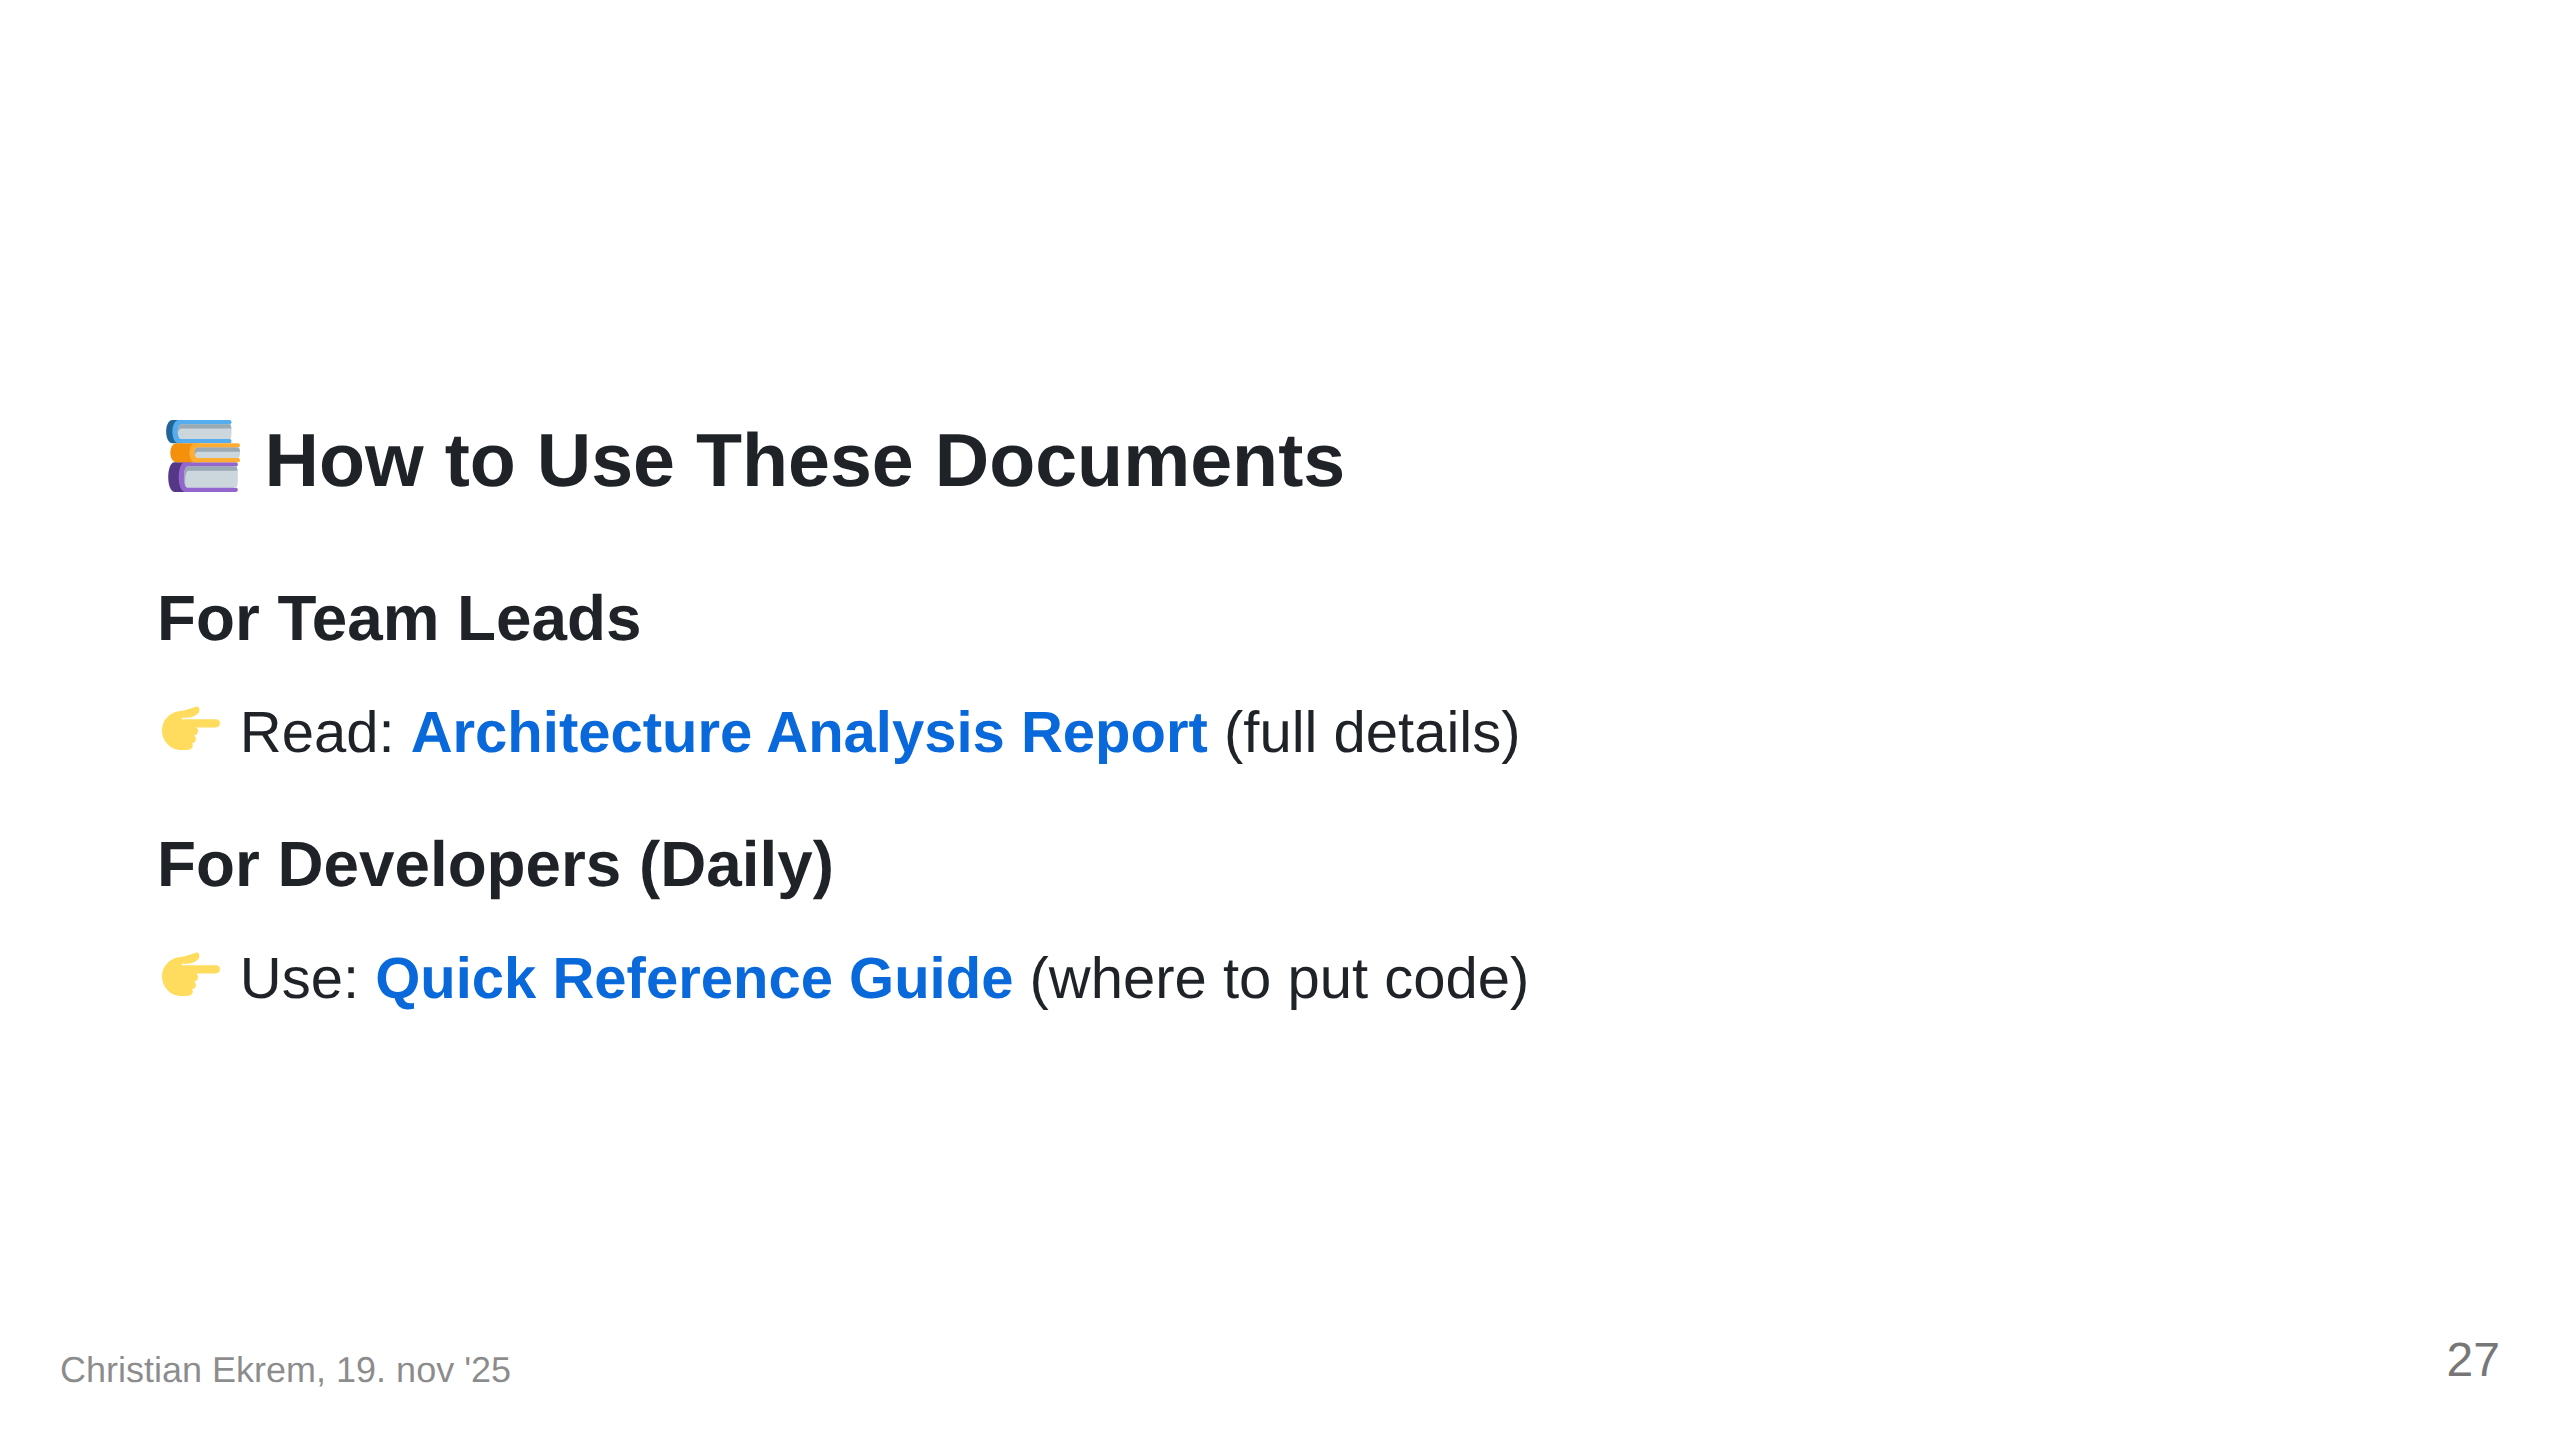 📚 How to Use These Documents
For Team Leads
👉 Read: Architecture Analysis Report (full details)
For Developers (Daily)
👉 Use: Quick Reference Guide (where to put code)
Christian Ekrem, 19. nov '25
27